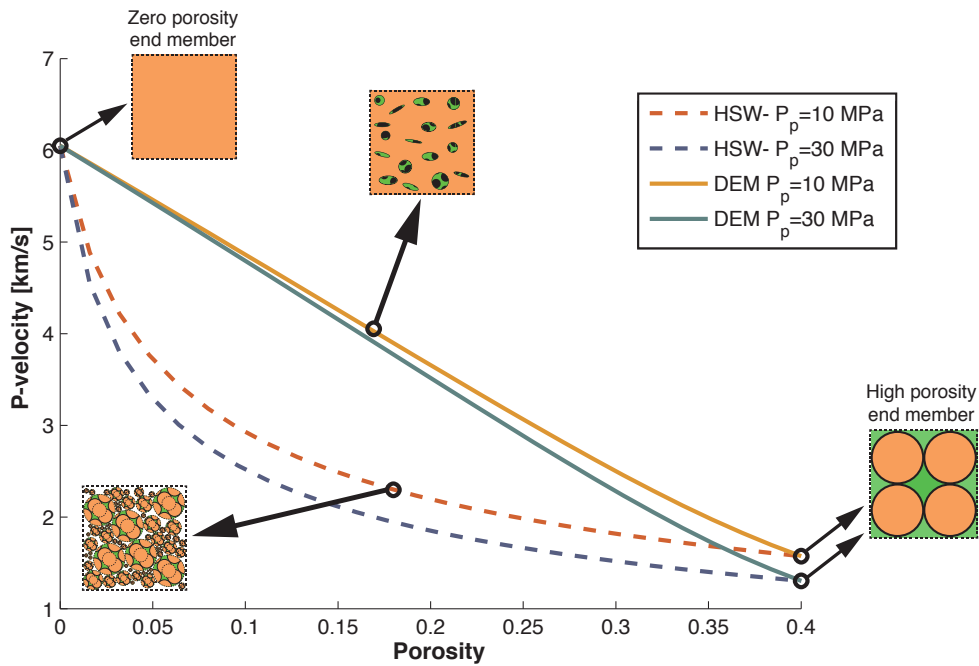 Zero porosity
end member
7
6
5
4
3
2
1
P-velocity [km/s]
HSW- Pp=10 MPa
HSW- Pp=30 MPa
DEM Pp=10 MPa
DEM Pp=30 MPa
High porosity
end member
0 0.05 0.1 0.15 0.2 0.25 0.3 0.35 0.4
Porosity